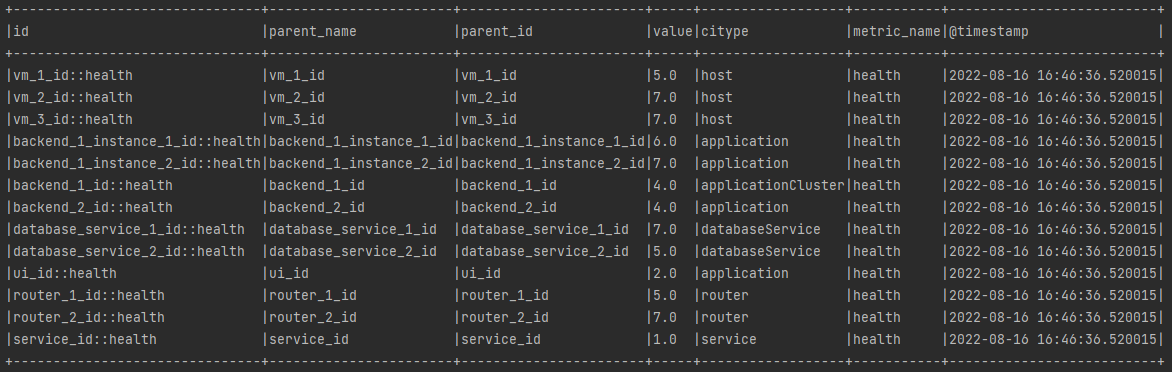 +--------------------------------+-----------------------+-----------------------+-----+------------------+-----------+--------------------------+
|id                              |parent_name            |parent_id              |value|citype            |metric_name|@timestamp                |
+--------------------------------+-----------------------+-----------------------+-----+------------------+-----------+--------------------------+
|vm_1_id::health                 |vm_1_id                |vm_1_id                |5.0  |host              |health     |2022-08-16 16:46:36.520015|
|vm_2_id::health                 |vm_2_id                |vm_2_id                |7.0  |host              |health     |2022-08-16 16:46:36.520015|
|vm_3_id::health                 |vm_3_id                |vm_3_id                |7.0  |host              |health     |2022-08-16 16:46:36.520015|
|backend_1_instance_1_id::health|backend_1_instance_1_id|backend_1_instance_1_id|6.0  |application       |health     |2022-08-16 16:46:36.520015|
|backend_1_instance_2_id::health|backend_1_instance_2_id|backend_1_instance_2_id|7.0  |application       |health     |2022-08-16 16:46:36.520015|
|backend_1_id::health            |backend_1_id           |backend_1_id           |4.0  |applicationCluster|health     |2022-08-16 16:46:36.520015|
|backend_2_id::health            |backend_2_id           |backend_2_id           |4.0  |application       |health     |2022-08-16 16:46:36.520015|
|database_service_1_id::health   |database_service_1_id  |database_service_1_id  |7.0  |databaseService   |health     |2022-08-16 16:46:36.520015|
|database_service_2_id::health   |database_service_2_id  |database_service_2_id  |5.0  |databaseService   |health     |2022-08-16 16:46:36.520015|
|ui_id::health                   |ui_id                  |ui_id                  |2.0  |application       |health     |2022-08-16 16:46:36.520015|
|router_1_id::health             |router_1_id            |router_1_id            |5.0  |router            |health     |2022-08-16 16:46:36.520015|
|router_2_id::health             |router_2_id            |router_2_id            |7.0  |router            |health     |2022-08-16 16:46:36.520015|
|service_id::health              |service_id             |service_id             |1.0  |service           |health     |2022-08-16 16:46:36.520015|
+--------------------------------+-----------------------+-----------------------+-----+------------------+-----------+--------------------------+